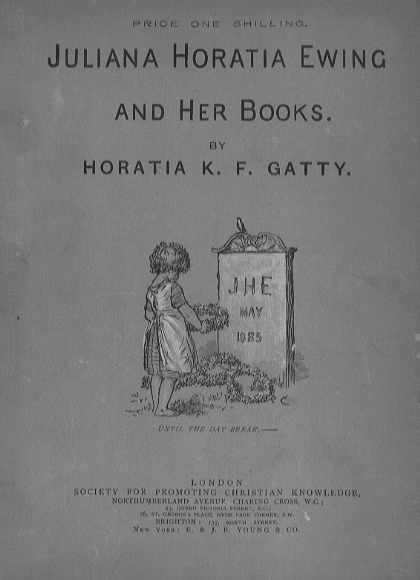 PRICE ONE SHILLING.
JULIANA HORATIA EWING
AND HER BOOKS.
BY
HORATIA K. F. GATTY.
JHE
MAY
1885
UNTIL THE DAY BREAK,—
LONDON
SOCIETY FOR PROMOTING CHRISTIAN KNOWLEDGE,
NORTHUMBERLAND AVENUE, CHARING CROSS, W.C.;
43, QUEEN VICTORIA STREET, E.C.;
26, ST. GEORGE'S PLACE, HYDE PARK CORNER, S.W.
BRIGHTON: 135, NORTH STREET.
NEW YORK: E. & J. B. YOUNG & CO.